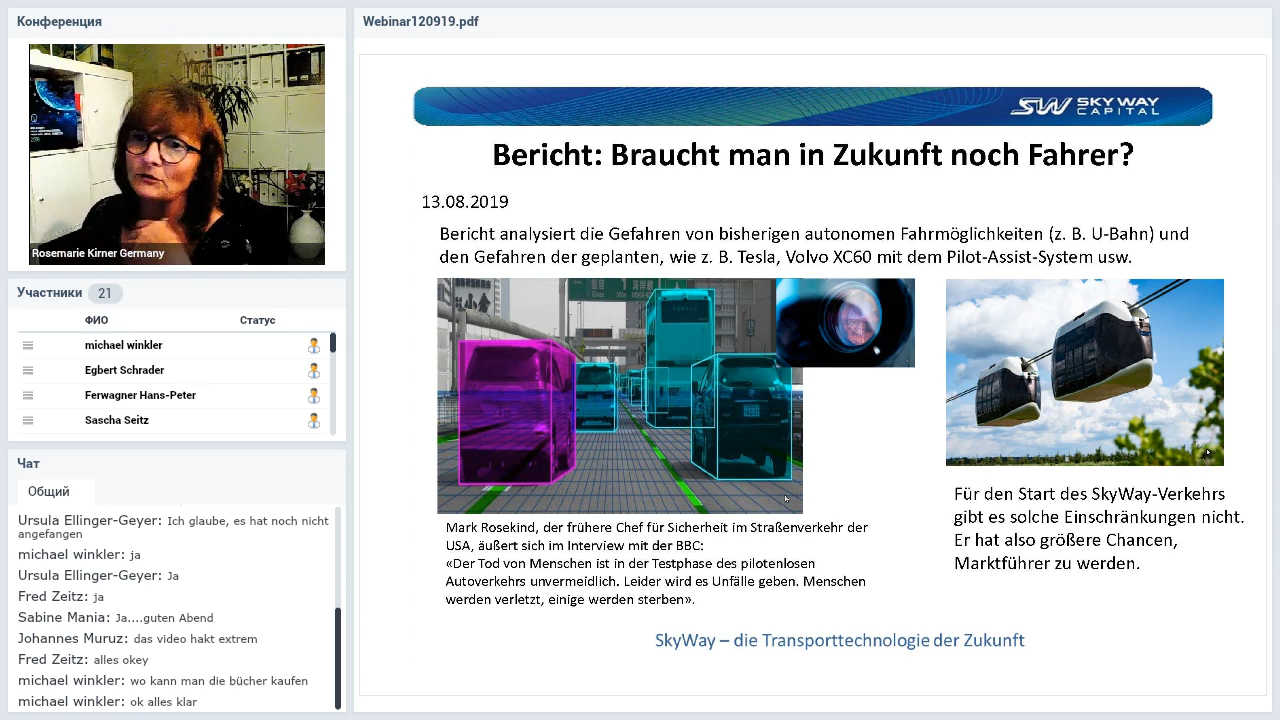 Конференция
Rosemarie Kirner Germany
Участники 21
ФИО Статус
michael winkler
Egbert Schrader
Ferwagner Hans-Peter
Sascha Seitz
Чат
Общий
Ursula Ellinger-Geyer: Ich glaube, es hat noch nicht
angefangen
michael winkler: ja
Ursula Ellinger-Geyer: Ja
Fred Zeitz: ja
Sabine Mania: Ja....guten Abend
Johannes Muruz: das video hakt extrem
Fred Zeitz: alles okey
michael winkler: wo kann man die bücher kaufen
michael winkler: ok alles klar
Webinar120919.pdf
SW SKY WAY
CAPITAL
Bericht: Braucht man in Zukunft noch Fahrer?
13.08.2019
Bericht analysiert die Gefahren von bisherigen autonomen Fahrmöglichkeiten (z. B. U-Bahn) und
den Gefahren der geplanten, wie z. B. Tesla, Volvo XC60 mit dem Pilot-Assist-System usw.
Mark Rosekind, der frühere Chef für Sicherheit im Straßenverkehr der
USA, äußert sich im Interview mit der BBC:
«Der Tod von Menschen ist in der Testphase des pilotenlosen
Autoverkehrs unvermeidlich. Leider wird es Unfälle geben. Menschen
werden verletzt, einige werden sterben».
Für den Start des SkyWay-Verkehrs
gibt es solche Einschränkungen nicht.
Er hat also größere Chancen,
Marktführer zu werden.
SkyWay – die Transporttechnologie der Zukunft